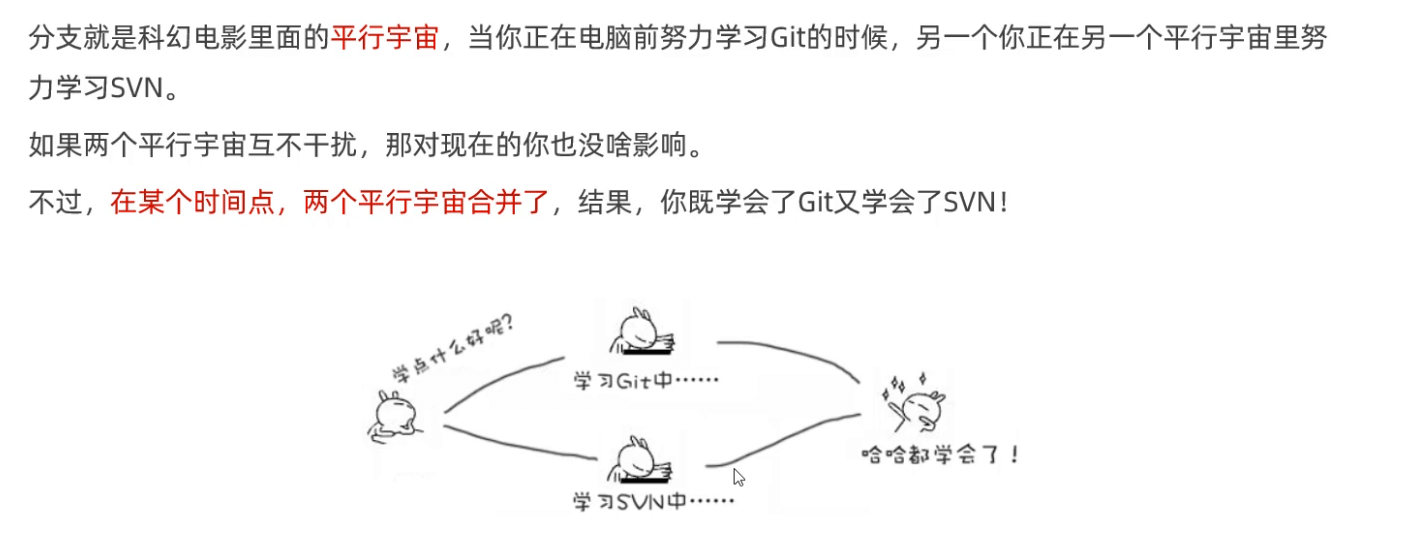 分支就是科幻电影里面的平行宇宙，当你正在电脑前努力学习Git的时候，另一个你正在另一个平行宇宙里努
力学习SVN。
如果两个平行宇宙互不干扰，那对现在的你也没啥影响。
不过，在某个时间点，两个平行宇宙合并了，结果，你既学会了Git又学会了SVN！
学点什么好呢？
学习Git中……
哈哈都学会了！
学习SVN中……